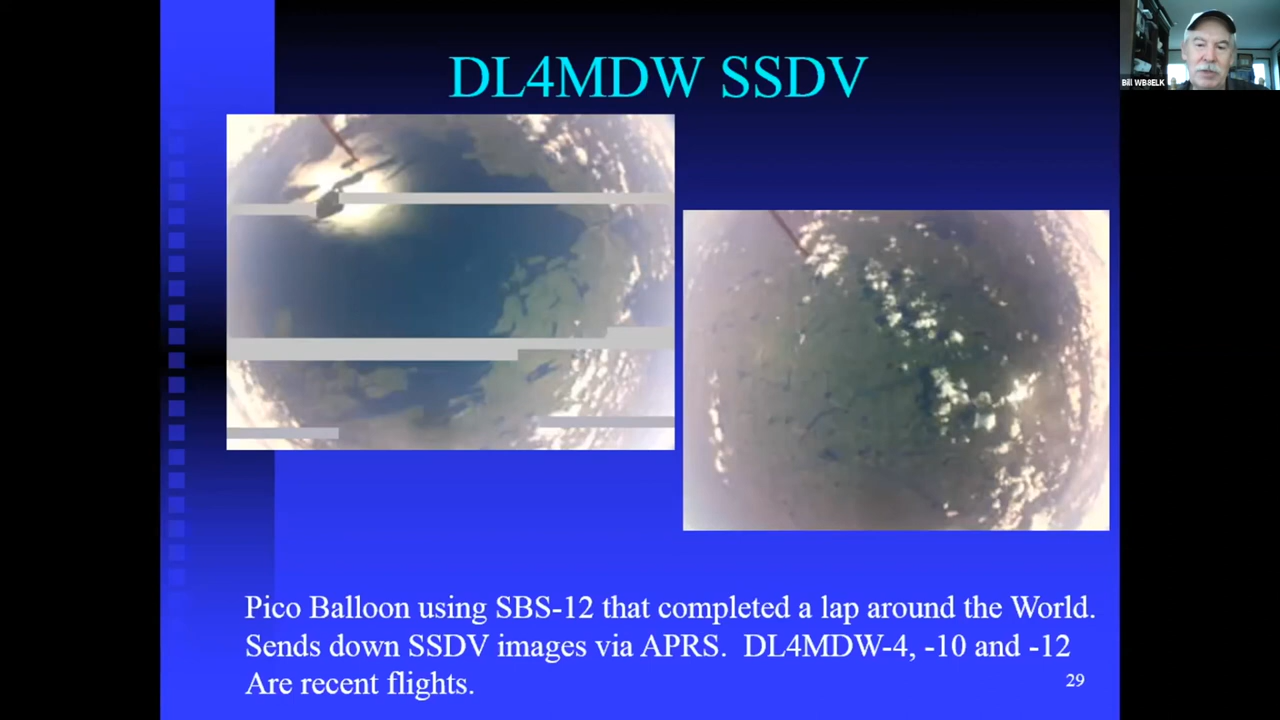 DL4MDW SSDV
Bill WB8ELK
Pico Balloon using SBS-12 that completed a lap around the World.
Sends down SSDV images via APRS.  DL4MDW-4, -10 and -12
Are recent flights.
29